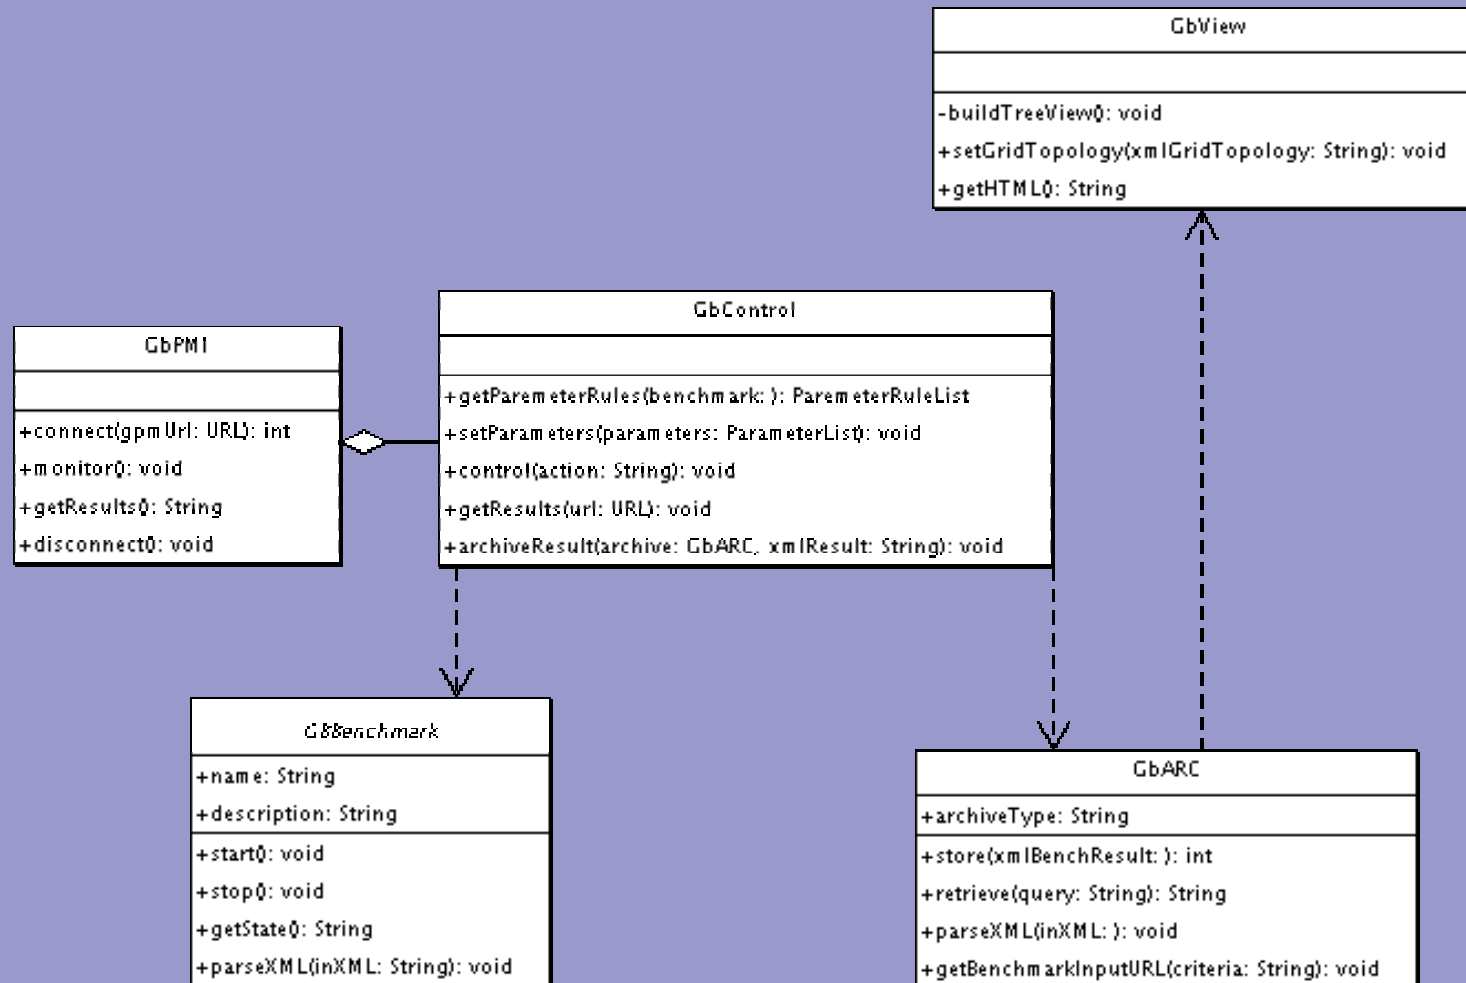 GbView
-buildTreeView(): void
+setGridTopology(xmlGridTopology: String): void
+getHTML(): String
GbControl
+getParemeterRules(benchmark: ): ParemeterRuleList
+setParameters(parameters: ParameterList): void
+control(action: String): void
+getResults(url: URL): void
+archiveResult(archive: GbARC, xmlResult: String): void
GbPMI
+connect(gpmUrl: URL): int
+monitor(): void
+getResults(): String
+disconnect(): void
GBBenchmark
+name: String
+description: String
+start(): void
+stop(): void
+getState(): String
+parseXML(inXML: String): void
GbARC
+archiveType: String
+store(xmlBenchResult: ): int
+retrieve(query: String): String
+parseXML(inXML: ): void
+getBenchmarkInputURL(criteria: String): void